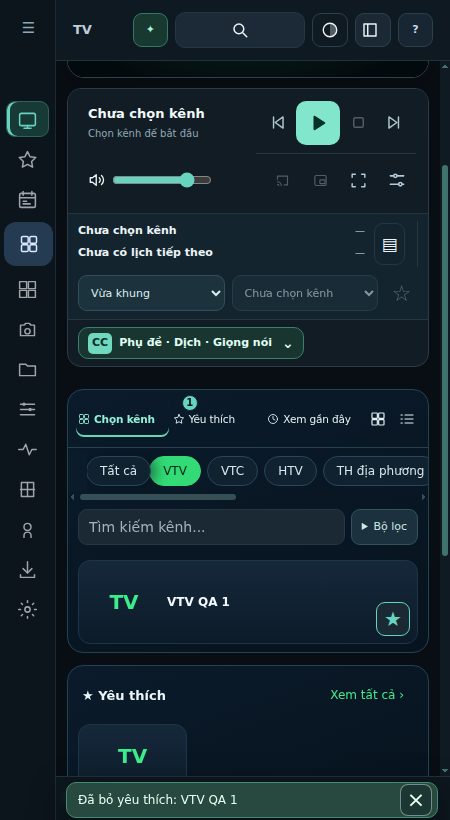 TV
?
Chưa chọn kênh
Chọn kênh để bắt đầu
Chưa chọn kênh —
Chưa có lịch tiếp theo —
Vừa khung
Chưa chọn kênh
CC Phụ đề · Dịch · Giọng nói
1
Chọn kênh
Yêu thích
Xem gần đây
Tất cả
VTV
VTC
HTV
TH địa phương
Tìm kiếm kênh...
Bộ lọc
TV
VTV QA 1
★ Yêu thích
Xem tất cả ›
TV
Đã bỏ yêu thích: VTV QA 1